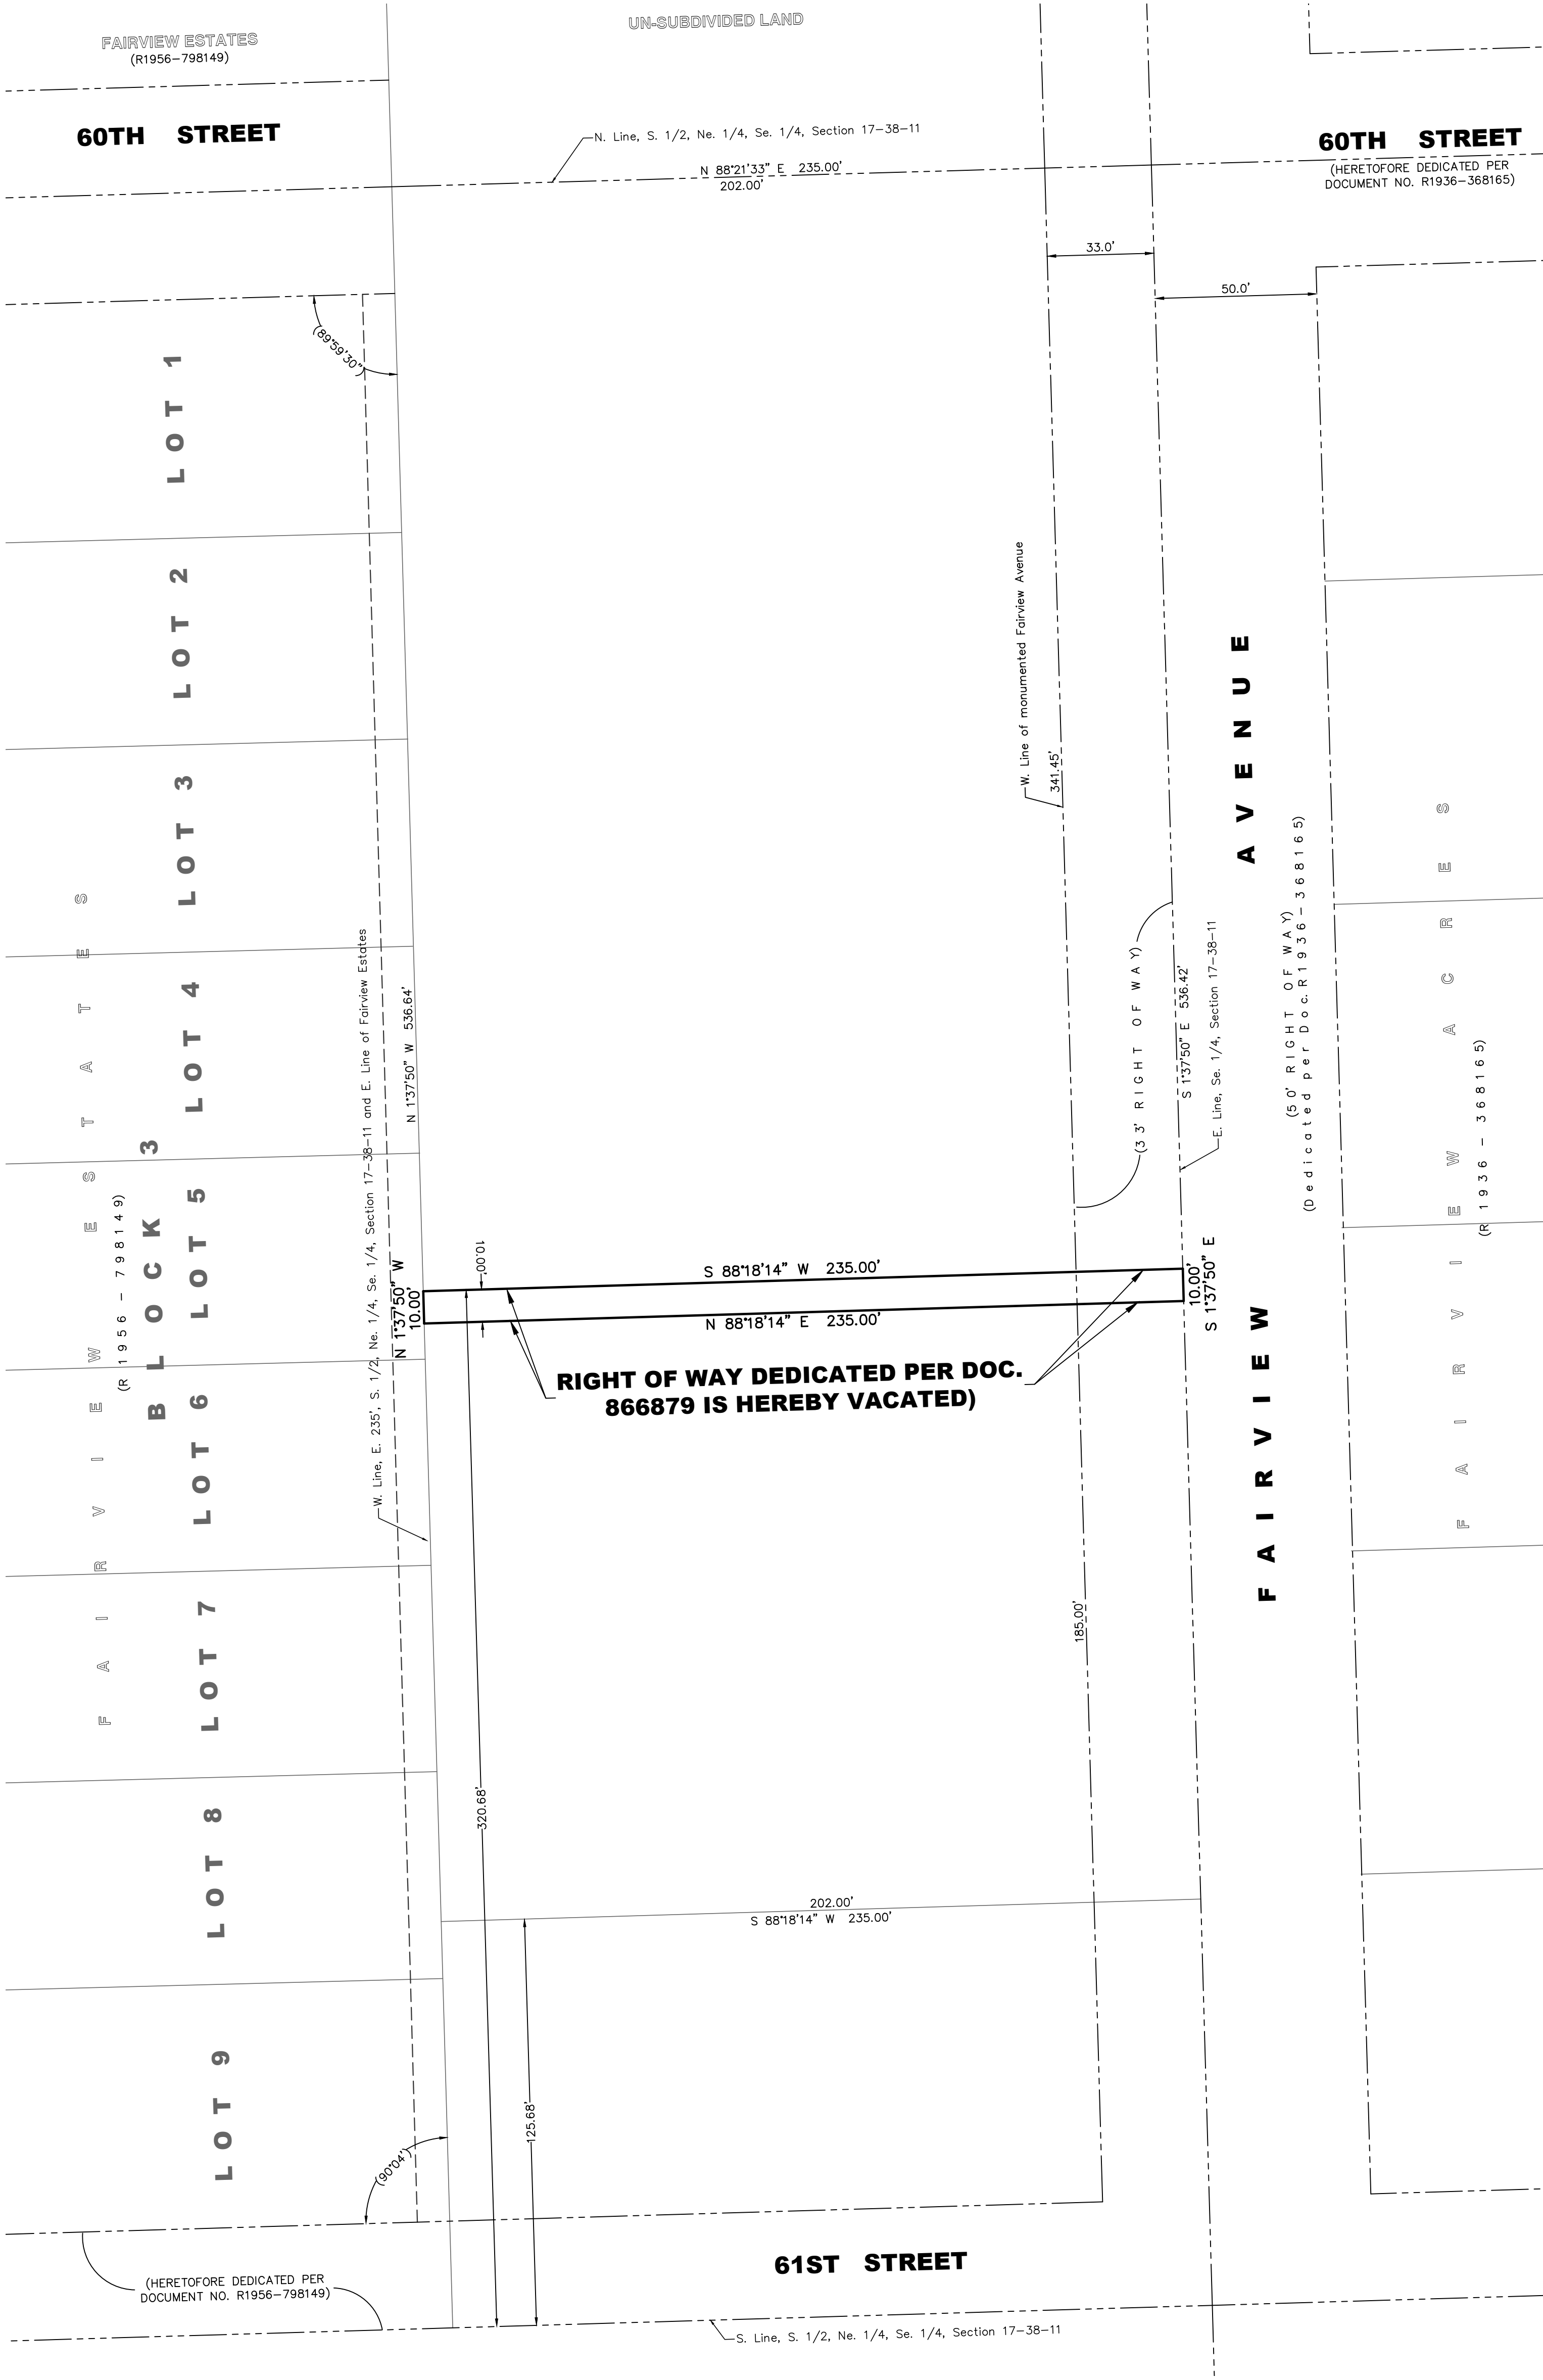 UN-SUBDIVIDED LAND
FAIRVIEW ESTATES
(R1956-798149)
60TH STREET
N. Line, S. 1/2, Ne. 1/4, Se. 1/4, Section 17-38-11
N 88°21'33" E 235.00'
202.00'
60TH STREET
(HERETOFORE DEDICATED PER
DOCUMENT NO. R1936-368165)
33.0'
50.0'
(89°59'30")
LOT 1
LOT 2
LOT 3
LOT 4
LOT 5
LOT 6
LOT 7
LOT 8
LOT 9
BLOCK 3
FAIRVIEW ESTATES
(R1956-798149)
W. Line, E. 235', S. 1/2, Ne. 1/4, Se. 1/4, Section 17-38-11 and E. Line of Fairview Estates
N 1°37'50" W 536.64'
W. Line of monumented Fairview Avenue
341.45'
(33' RIGHT OF WAY)
S 1°37'50" E 536.42'
E. Line, Se. 1/4, Section 17-38-11
FAIRVIEW AVENUE
(50' RIGHT OF WAY)
(Dedicated per Doc. R1936-368165)
FAIRVIEW ACRES
(R1936-368165)
N 1°37'50" W
10.00'
10.00'
S 88°18'14" W 235.00'
N 88°18'14" E 235.00'
10.00'
S 1°37'50" E
RIGHT OF WAY DEDICATED PER DOC.
866879 IS HEREBY VACATED)
185.00'
320.68'
202.00'
S 88°18'14" W 235.00'
125.68'
(90°04')
61ST STREET
(HERETOFORE DEDICATED PER
DOCUMENT NO. R1956-798149)
S. Line, S. 1/2, Ne. 1/4, Se. 1/4, Section 17-38-11